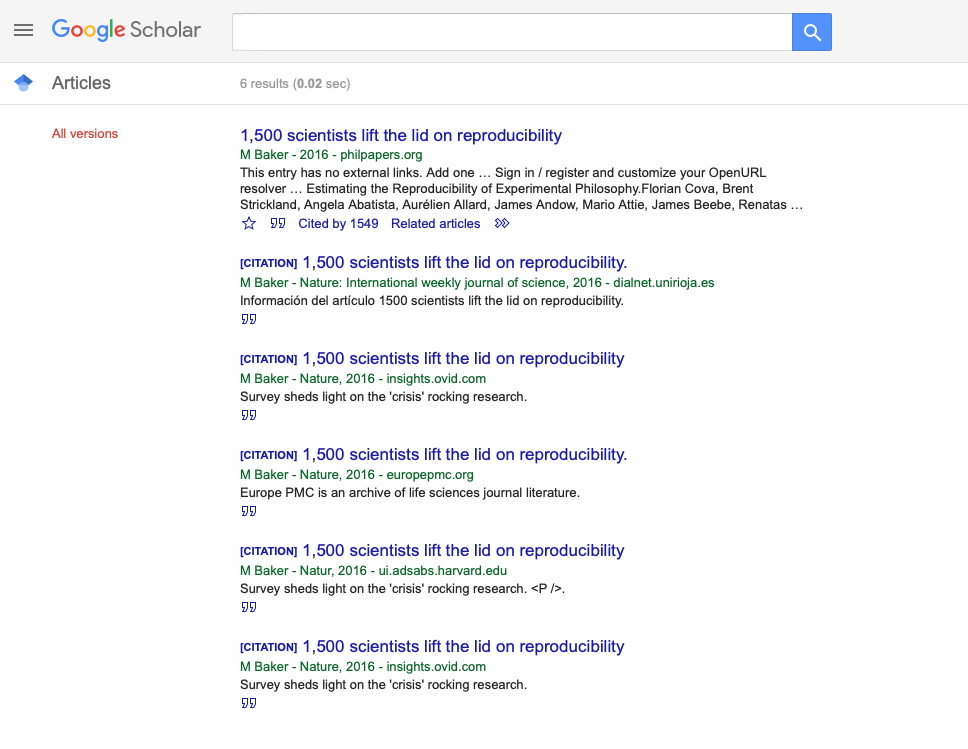 Google Scholar
Articles
6 results (0.02 sec)
All versions
1,500 scientists lift the lid on reproducibility
M Baker - 2016 - philpapers.org
This entry has no external links. Add one … Sign in / register and customize your OpenURL
resolver … Estimating the Reproducibility of Experimental Philosophy.Florian Cova, Brent
Strickland, Angela Abatista, Aurélien Allard, James Andow, Mario Attie, James Beebe, Renatas …
Cited by 1549 Related articles
[CITATION] 1,500 scientists lift the lid on reproducibility.
M Baker - Nature: International weekly journal of science, 2016 - dialnet.unirioja.es
Información del artículo 1500 scientists lift the lid on reproducibility.
[CITATION] 1,500 scientists lift the lid on reproducibility
M Baker - Nature, 2016 - insights.ovid.com
Survey sheds light on the 'crisis' rocking research.
[CITATION] 1,500 scientists lift the lid on reproducibility.
M Baker - Nature, 2016 - europepmc.org
Europe PMC is an archive of life sciences journal literature.
[CITATION] 1,500 scientists lift the lid on reproducibility
M Baker - Natur, 2016 - ui.adsabs.harvard.edu
Survey sheds light on the 'crisis' rocking research. <P />.
[CITATION] 1,500 scientists lift the lid on reproducibility
M Baker - Nature, 2016 - insights.ovid.com
Survey sheds light on the 'crisis' rocking research.